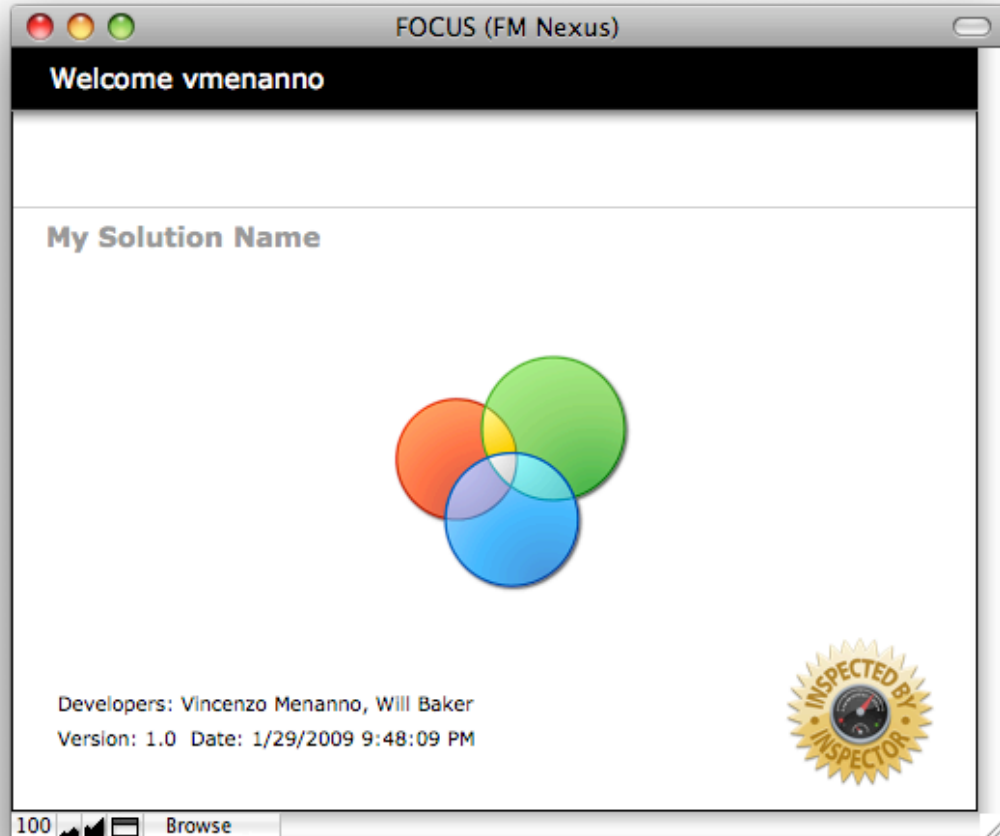 FOCUS (FM Nexus)
Welcome vmenanno
My Solution Name
Developers: Vincenzo Menanno, Will Baker
Version: 1.0 Date: 1/29/2009 9:48:09 PM
INSPECTED BY
INSPECTOR
100
Browse